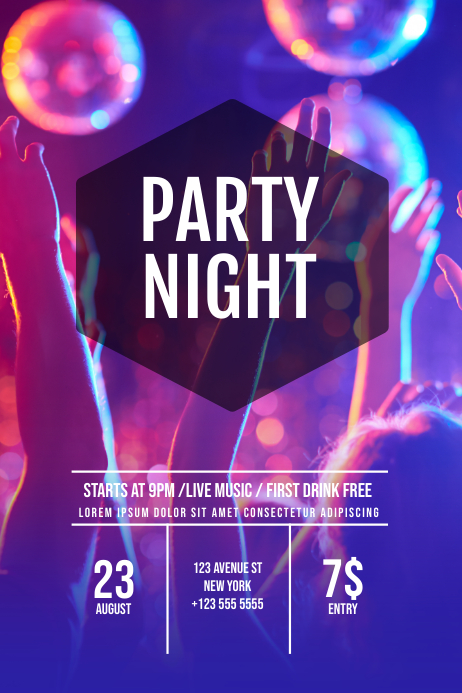 PARTY
NIGHT
STARTS AT 9PM /LIVE MUSIC / FIRST DRINK FREE
LOREM IPSUM DOLOR SIT AMET CONSECTETUR ADIPISCING
23
AUGUST
123 AVENUE ST
NEW YORK
+123 555 5555
7$
ENTRY